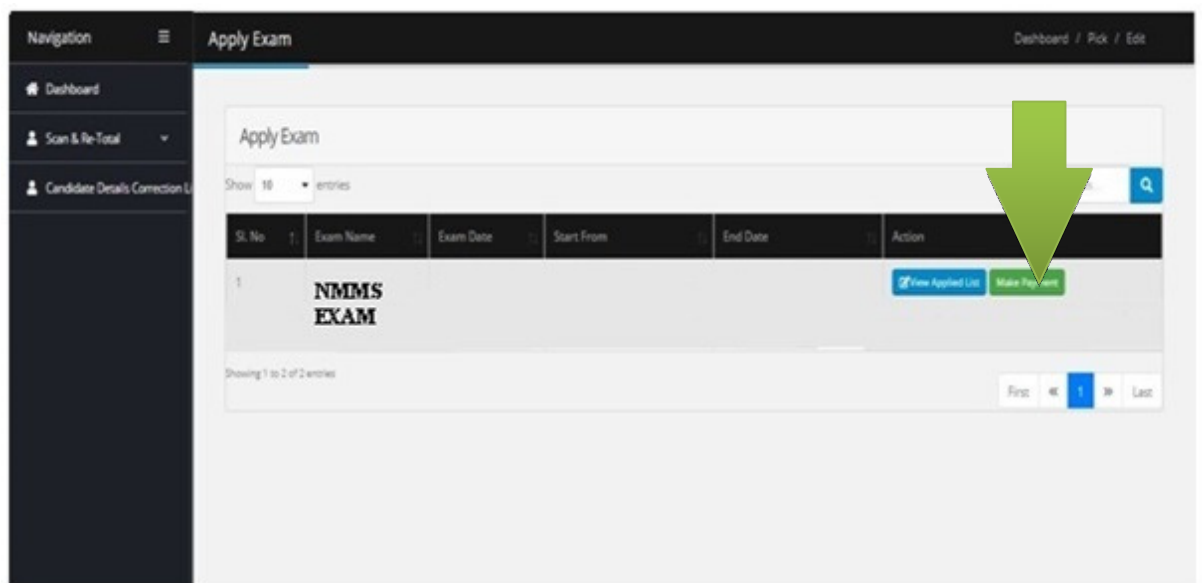 Navigation
Apply Exam
Dashboard / Pick / Edit
Dashboard
Scan & Re-Total
Candidate Details Correction
Apply Exam
Show 10 entries
Sl. No Exam Name Exam Date Start From End Date Action
1
NMMS
EXAM
View Applied List
Make Payment
Showing 1 to 2 of 2 entries
First « 1 » Last